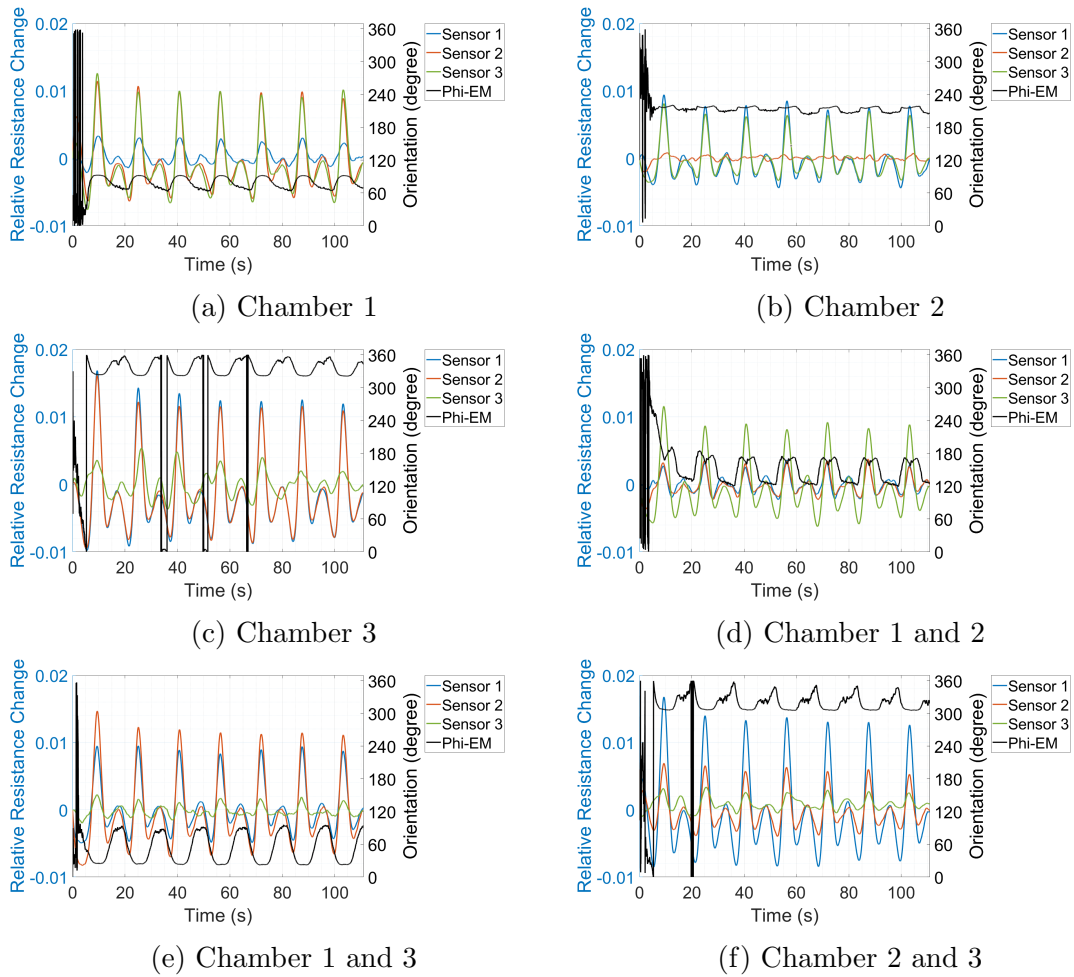 Relative Resistance Change
0.02
0.01
0
-0.01
0 20 40 60 80 100
Time (s)
360
300
240
180
120
60
0
Orientation (degree)
Sensor 1
Sensor 2
Sensor 3
Phi-EM
(a) Chamber 1
Relative Resistance Change
0.02
0.01
0
-0.01
0 20 40 60 80 100
Time (s)
360
300
240
180
120
60
0
Orientation (degree)
Sensor 1
Sensor 2
Sensor 3
Phi-EM
(b) Chamber 2
Relative Resistance Change
0.02
0.01
0
-0.01
0 20 40 60 80 100
Time (s)
360
300
240
180
120
60
0
Orientation (degree)
Sensor 1
Sensor 2
Sensor 3
Phi-EM
(c) Chamber 3
Relative Resistance Change
0.02
0.01
0
-0.01
0 20 40 60 80 100
Time (s)
360
300
240
180
120
60
0
Orientation (degree)
Sensor 1
Sensor 2
Sensor 3
Phi-EM
(d) Chamber 1 and 2
Relative Resistance Change
0.02
0.01
0
-0.01
0 20 40 60 80 100
Time (s)
360
300
240
180
120
60
0
Orientation (degree)
Sensor 1
Sensor 2
Sensor 3
Phi-EM
(e) Chamber 1 and 3
Relative Resistance Change
0.02
0.01
0
-0.01
0 20 40 60 80 100
Time (s)
360
300
240
180
120
60
0
Orientation (degree)
Sensor 1
Sensor 2
Sensor 3
Phi-EM
(f) Chamber 2 and 3